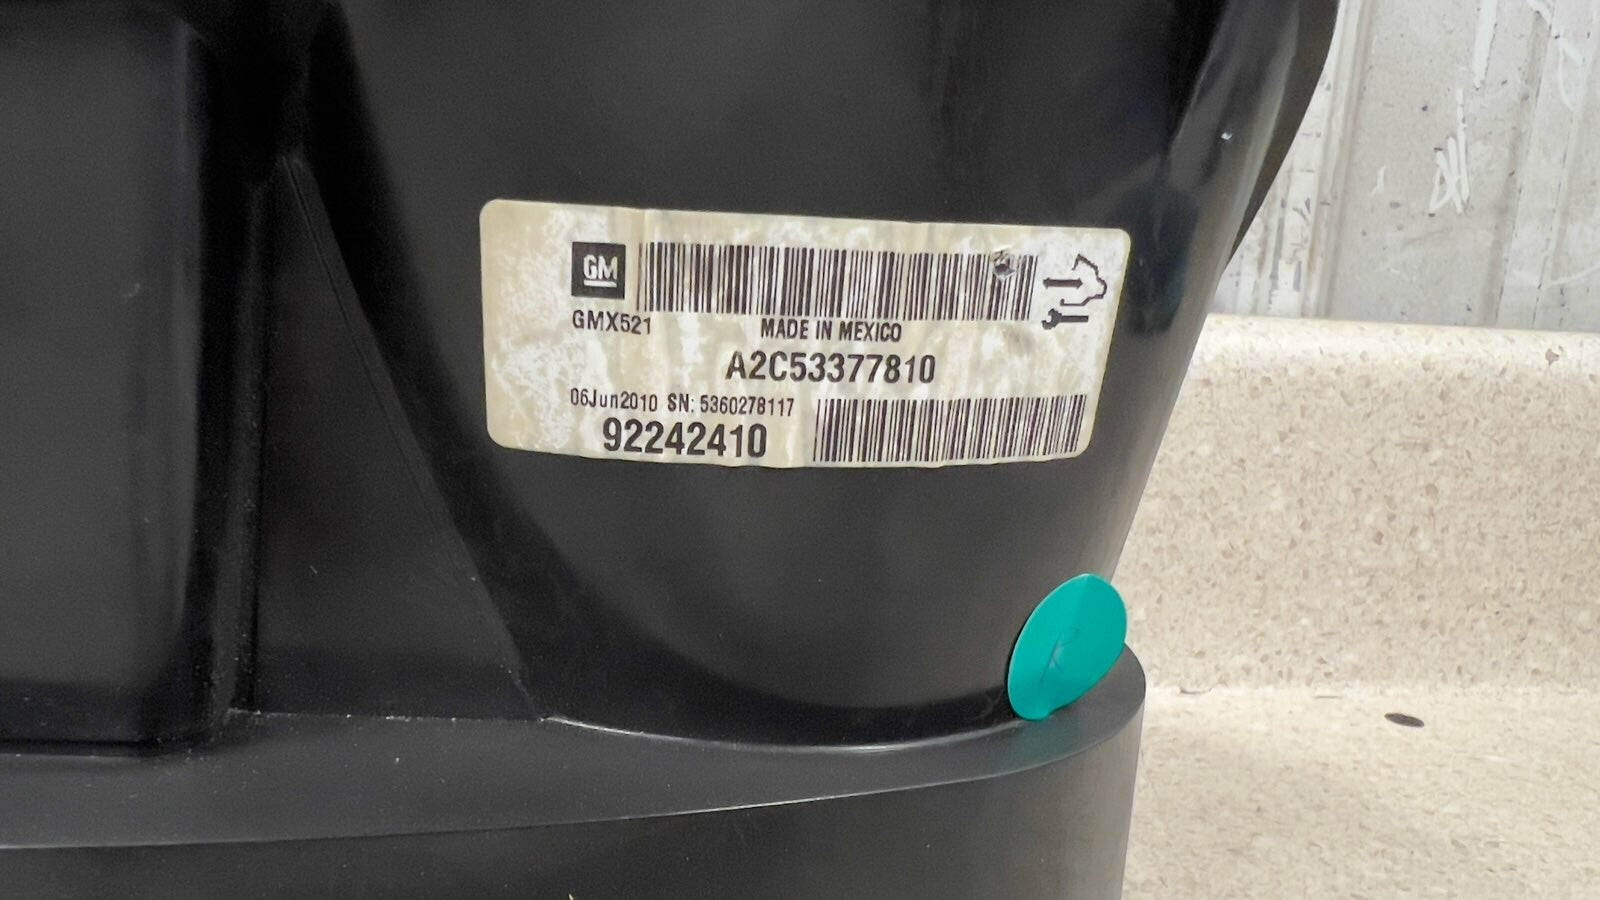 GM
GMX521
MADE IN MEXICO
A2C53377810
06Jun2010 SN: 5360278117
92242410